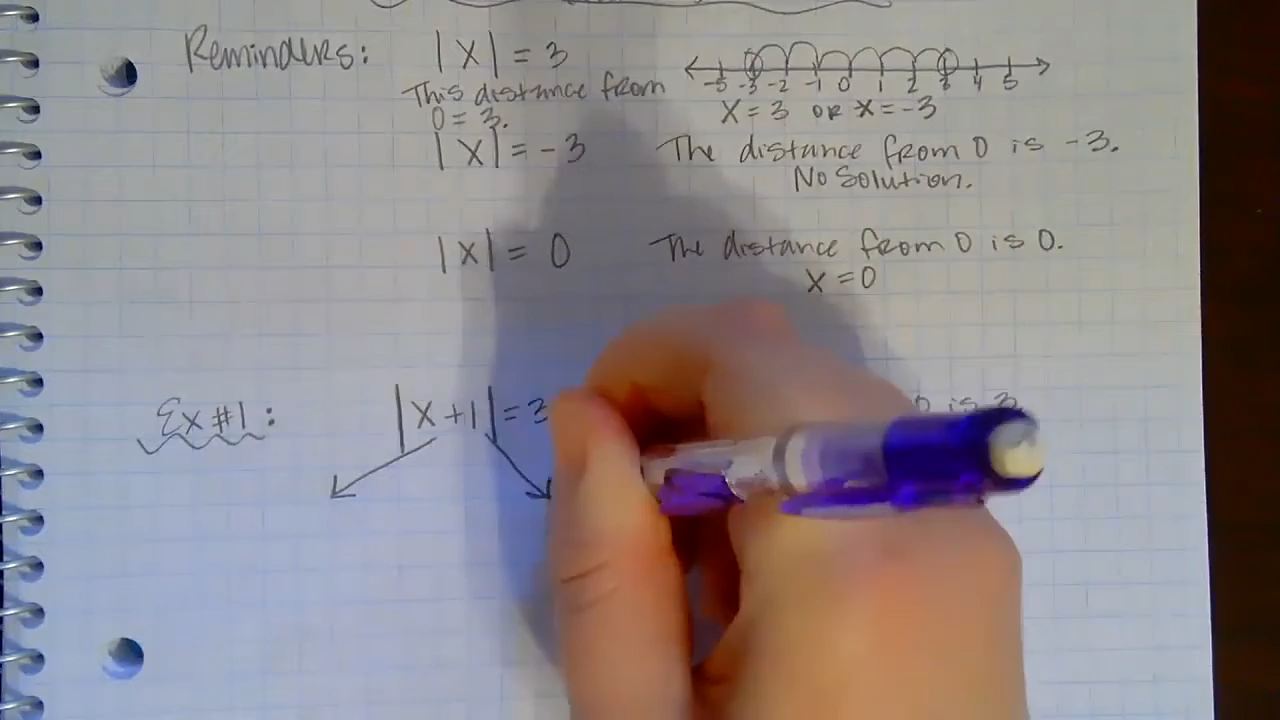 Reminders: |x| = 3
This distance from
0 = 3.
-5 -3 -2 -1 0 1 2 3 4 5
x = 3 OR x = -3
|x| = -3 The distance from 0 is -3.
No Solution.
|x| = 0 The distance from 0 is 0.
x = 0
Ex #1: |x+1| = 3 is 3